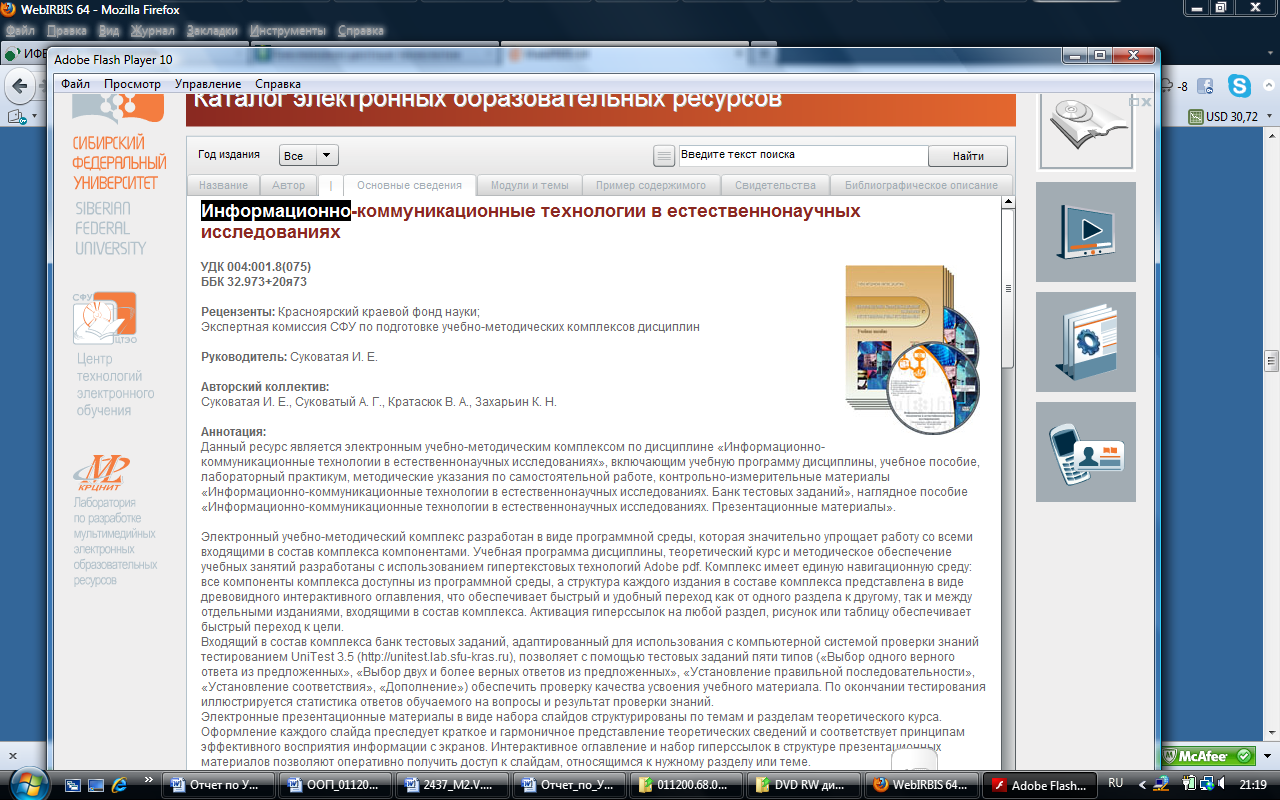 WebIRBIS 64 - Mozilla Firefox
Файл Правка Вид Журнал Закладки Инструменты Справка
Adobe Flash Player 10
Файл Просмотр Управление Справка
-8
USD 30,72
Каталог электронных образовательных ресурсов
СИБИРСКИЙ
ФЕДЕРАЛЬНЫЙ
УНИВЕРСИТЕТ
SIBERIAN
FEDERAL
UNIVERSITY
СФУ
ЦТЭО
Центр
технологий
электронного
обучения
КРЦНИТ
Лаборатория
по разработке
мультимедийных
электронных
образовательных
ресурсов
Год издания
Все
Введите текст поиска
Найти
Название Автор | Основные сведения Модули и темы Пример содержимого Свидетельства Библиографическое описание
Информационно-коммуникационные технологии в естественнонаучных
исследованиях
УДК 004:001.8(075)
ББК 32.973+20я73
Рецензенты: Красноярский краевой фонд науки;
Экспертная комиссия СФУ по подготовке учебно-методических комплексов дисциплин
Руководитель: Суковатая И. Е.
Авторский коллектив:
Суковатая И. Е., Суковатый А. Г., Кратасюк В. А., Захарьин К. Н.
Аннотация:
Данный ресурс является электронным учебно-методическим комплексом по дисциплине «Информационно-
коммуникационные технологии в естественнонаучных исследованиях», включающим учебную программу дисциплины, учебное пособие,
лабораторный практикум, методические указания по самостоятельной работе, контрольно-измерительные материалы
«Информационно-коммуникационные технологии в естественнонаучных исследованиях. Банк тестовых заданий», наглядное пособие
«Информационно-коммуникационные технологии в естественнонаучных исследованиях. Презентационные материалы».
Электронный учебно-методический комплекс разработан в виде программной среды, которая значительно упрощает работу со всеми
входящими в состав комплекса компонентами. Учебная программа дисциплины, теоретический курс и методическое обеспечение
учебных занятий разработаны с использованием гипертекстовых технологий Adobe pdf. Комплекс имеет единую навигационную среду:
все компоненты комплекса доступны из программной среды, а структура каждого издания в составе комплекса представлена в виде
древовидного интерактивного оглавления, что обеспечивает быстрый и удобный переход как от одного раздела к другому, так и между
отдельными изданиями, входящими в состав комплекса. Активация гиперссылок на любой раздел, рисунок или таблицу обеспечивает
быстрый переход к цели.
Входящий в состав комплекса банк тестовых заданий, адаптированный для использования с компьютерной системой проверки знаний
тестированием UniTest 3.5 (http://unitest.lab.sfu-kras.ru), позволяет с помощью тестовых заданий пяти типов («Выбор одного верного
ответа из предложенных», «Выбор двух и более верных ответов из предложенных», «Установление правильной последовательности»,
«Установление соответствия», «Дополнение») обеспечить проверку качества усвоения учебного материала. По окончании тестирования
иллюстрируется статистика ответов обучаемого на вопросы и результат проверки знаний.
Электронные презентационные материалы в виде набора слайдов структурированы по темам и разделам теоретического курса.
Оформление каждого слайда преследует краткое и гармоничное представление теоретических сведений и соответствует принципам
эффективного восприятия информации с экранов. Интерактивное оглавление и набор гиперссылок в структуре презентационных
материалов позволяют оперативно получить доступ к слайдам, относящимся к нужному разделу или теме.
McAfee
Отчет по У... ООП_01120... 2437_M2.V.... Отчет_по_У... 011200.68.0... DVD RW ди... WebIRBIS 64... Adobe Flash... RU 21:19